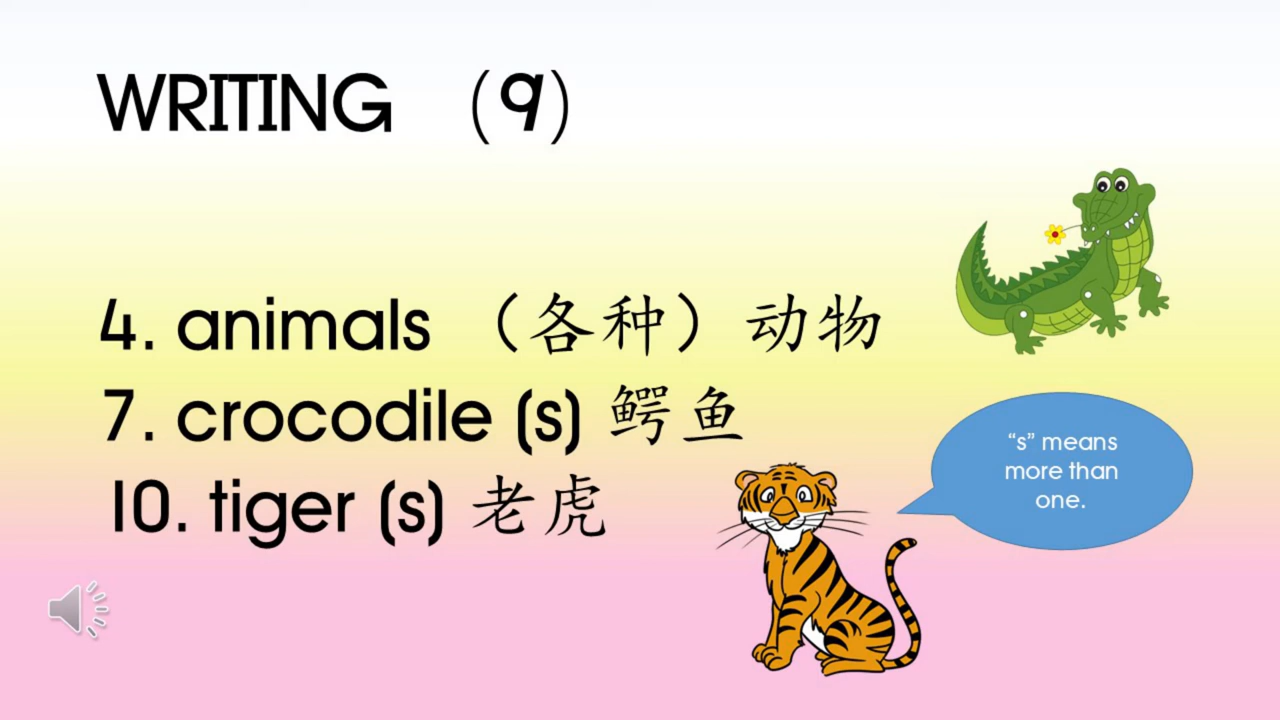 WRITING （9）
4. animals （各种）动物
7. crocodile (s) 鳄鱼
10. tiger (s) 老虎
“s” means
more than
one.